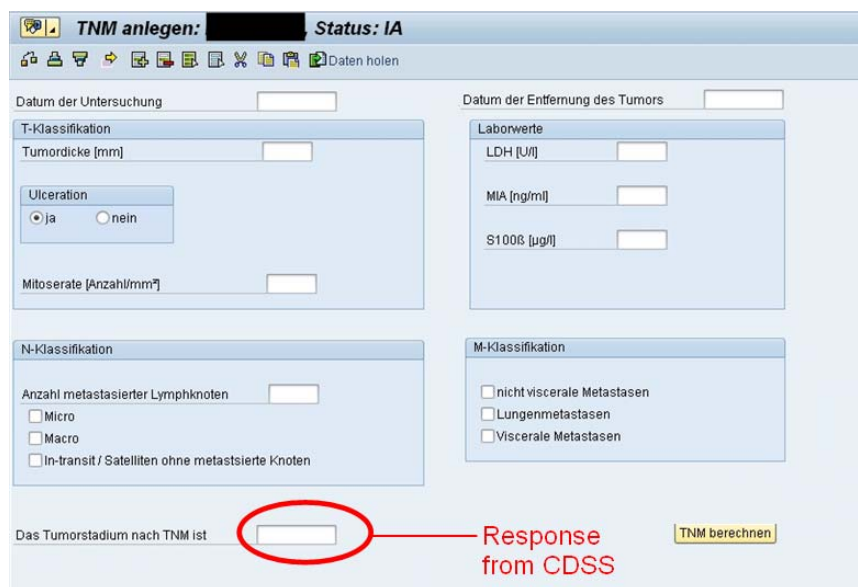 TNM anlegen: , Status: IA
Daten holen
Datum der Untersuchung
Datum der Entfernung des Tumors
T-Klassifikation
Tumordicke [mm]
Ulceration
ja nein
Mitoserate [Anzahl/mm²]
Laborwerte
LDH [U/l]
MIA [ng/ml]
S100ß [µg/l]
N-Klassifikation
Anzahl metastasierter Lymphknoten
Micro
Macro
In-transit / Satelliten ohne metastsierte Knoten
M-Klassifikation
nicht viscerale Metastasen
Lungenmetastasen
Viscerale Metastasen
Das Tumorstadium nach TNM ist
Response
from CDSS
TNM berechnen